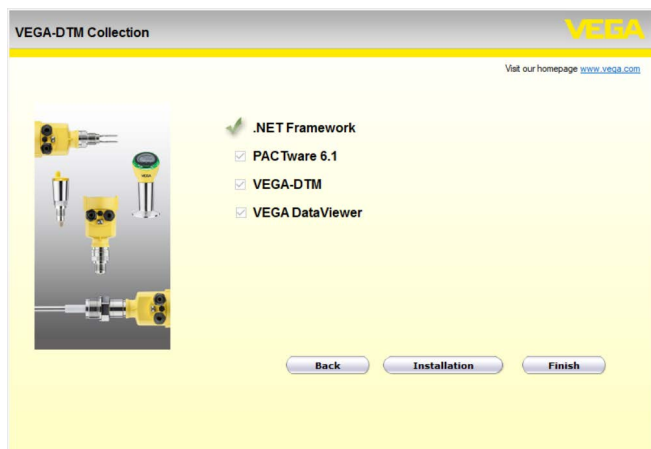 VEGA-DTM Collection
VEGA
Visit our homepage www.vega.com
.NET Framework
PACTware 6.1
VEGA-DTM
VEGA DataViewer
Back
Installation
Finish